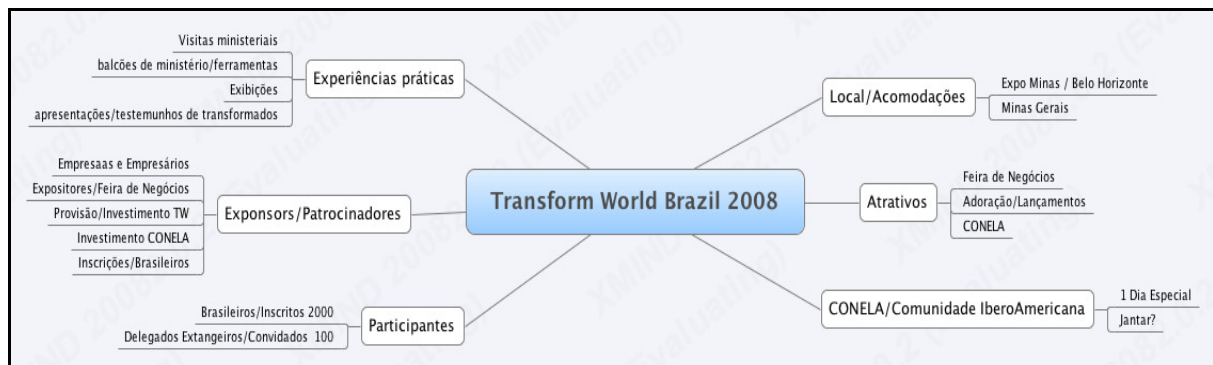 Transform World Brazil 2008
Local/Acomodações
Expo Minas / Belo Horizonte
Minas Gerais
Atrativos
Feira de Negócios
Adoração/Lançamentos
CONELA
CONELA/Comunidade IberoAmericana
1 Dia Especial
Jantar?
Participantes
Brasileiros/Inscritos 2000
Delegados Extangeiros/Convidados 100
Exponsors/Patrocinadores
Empresaas e Empresários
Expositores/Feira de Negócios
Provisão/Investimento TW
Investimento CONELA
Inscrições/Brasileiros
Experiências práticas
Visitas ministeriais
balcões de ministério/ferramentas
Exibições
apresentações/testemunhos de transformados